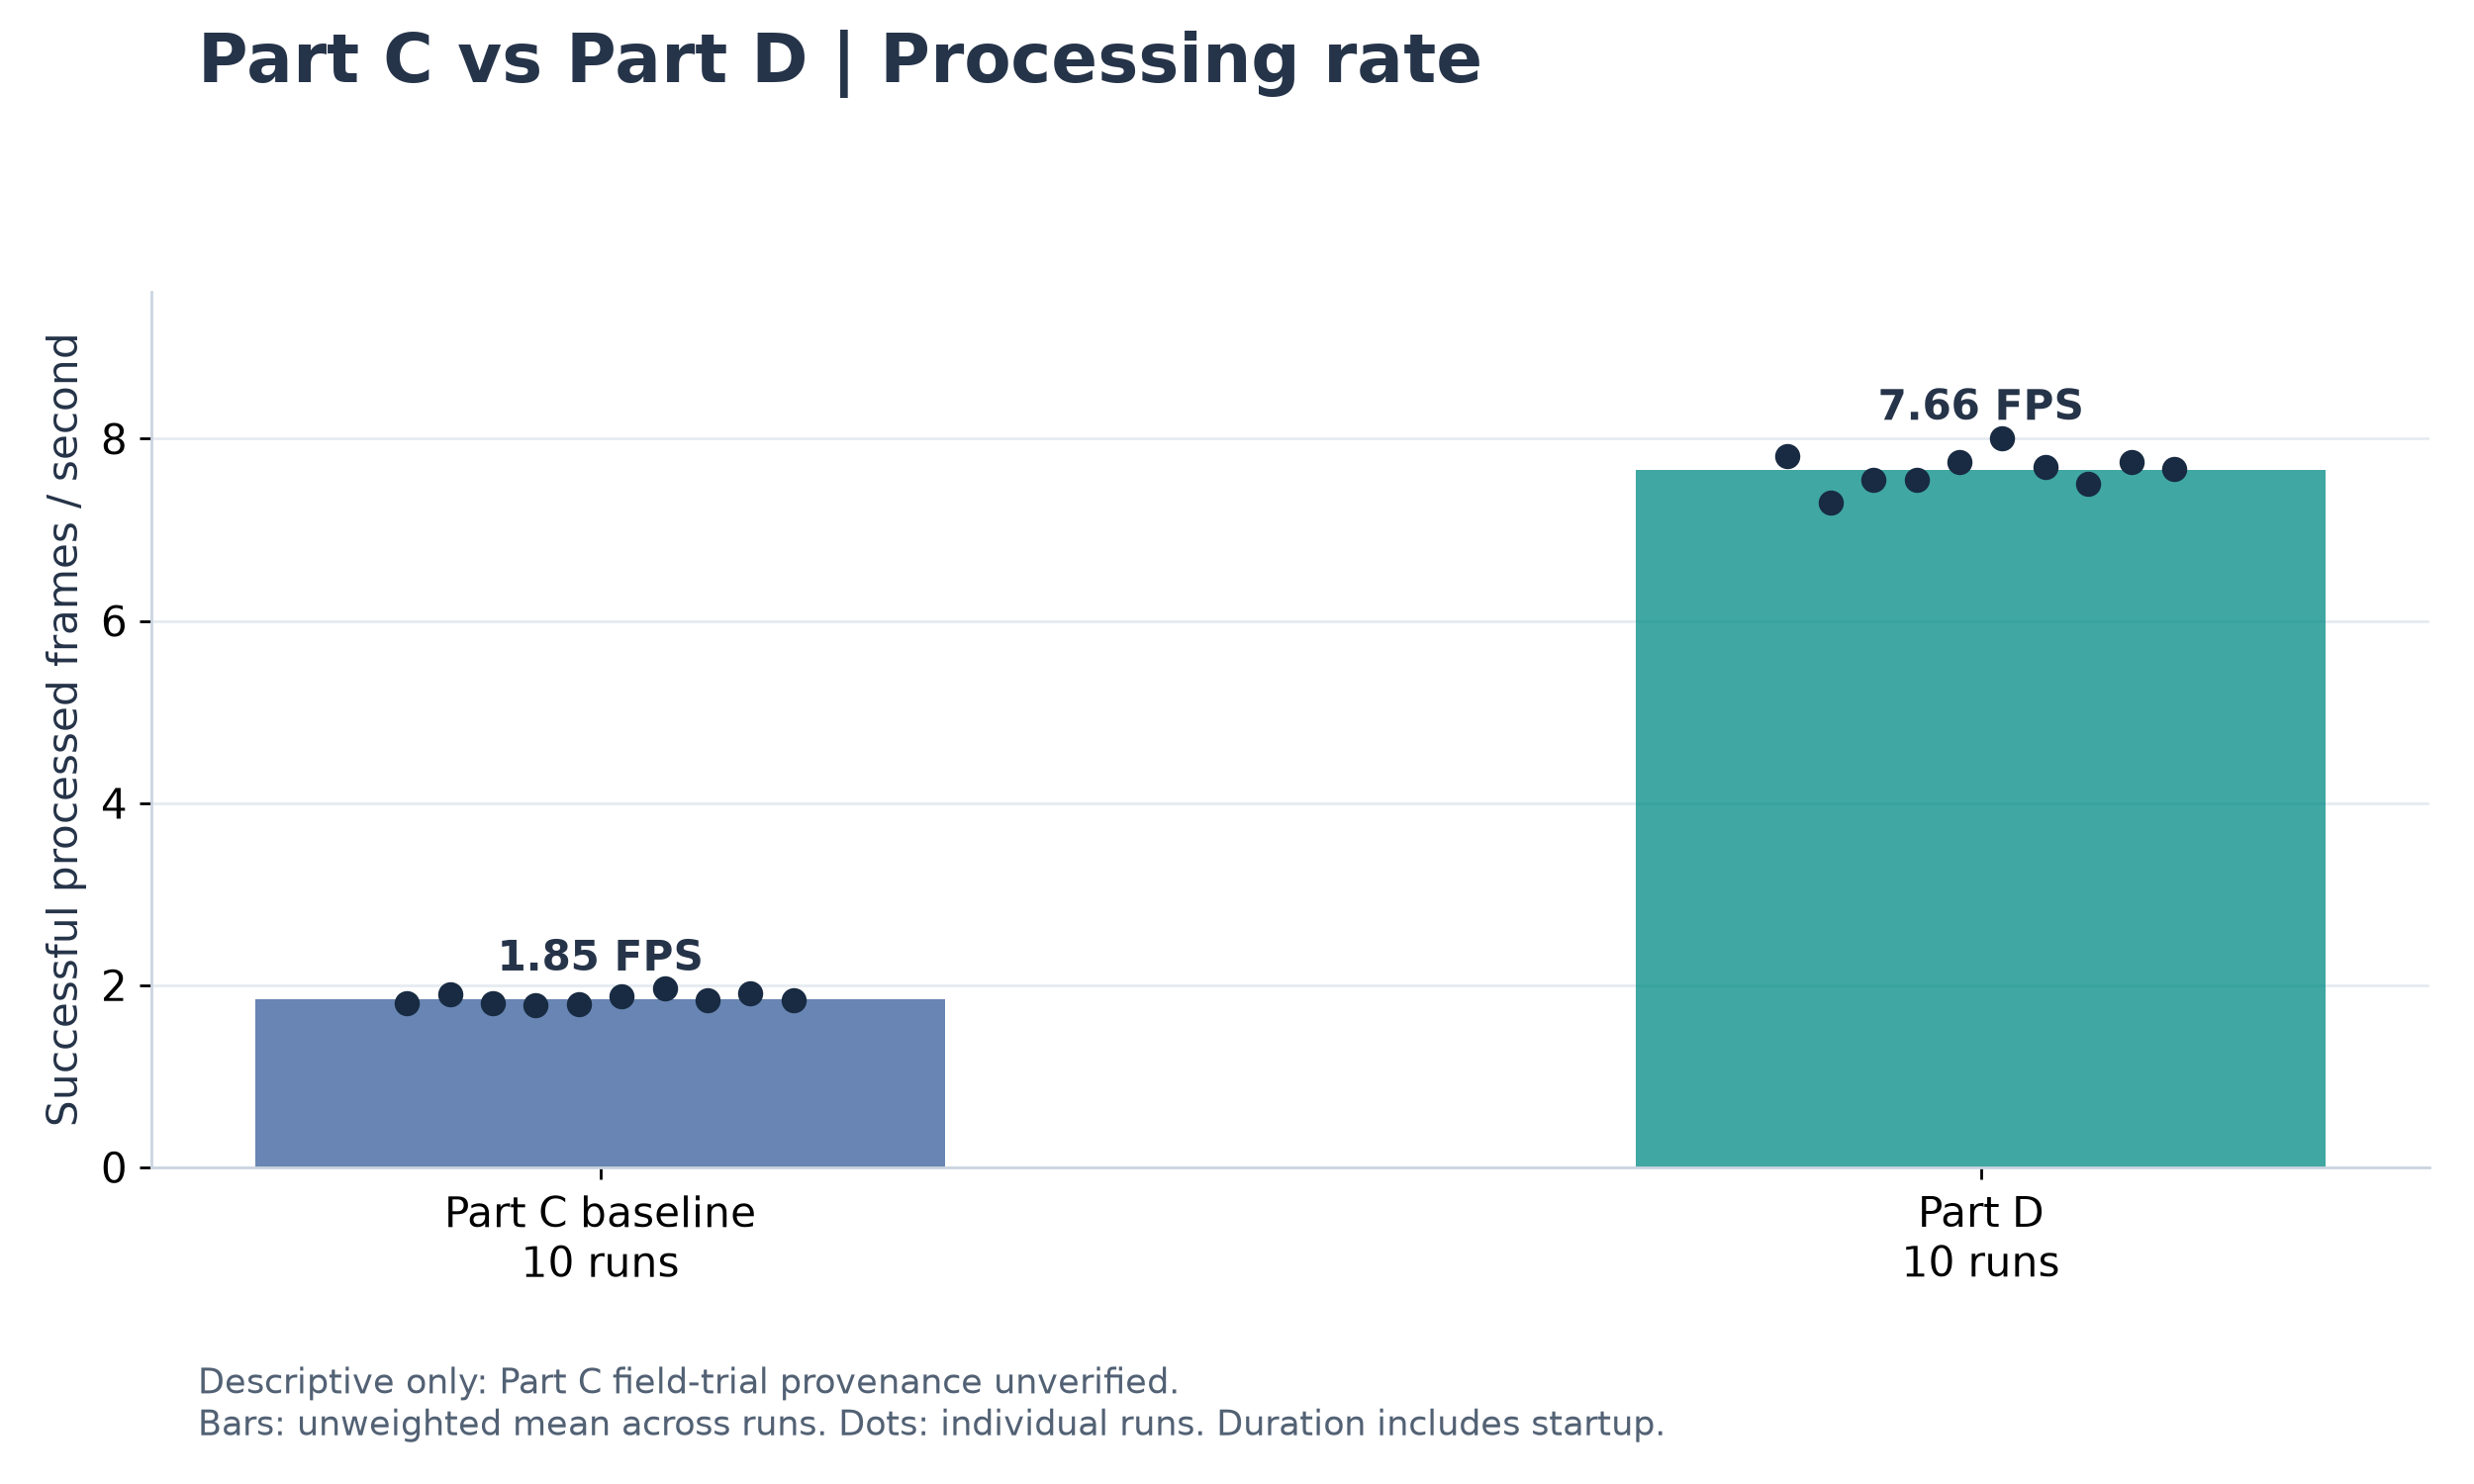 Part C vs Part D | Processing rate
Successful processed frames / second
8
6
4
2
0
1.85 FPS
7.66 FPS
Part C baseline
10 runs
Part D
10 runs
Descriptive only: Part C field-trial provenance unverified.
Bars: unweighted mean across runs. Dots: individual runs. Duration includes startup.